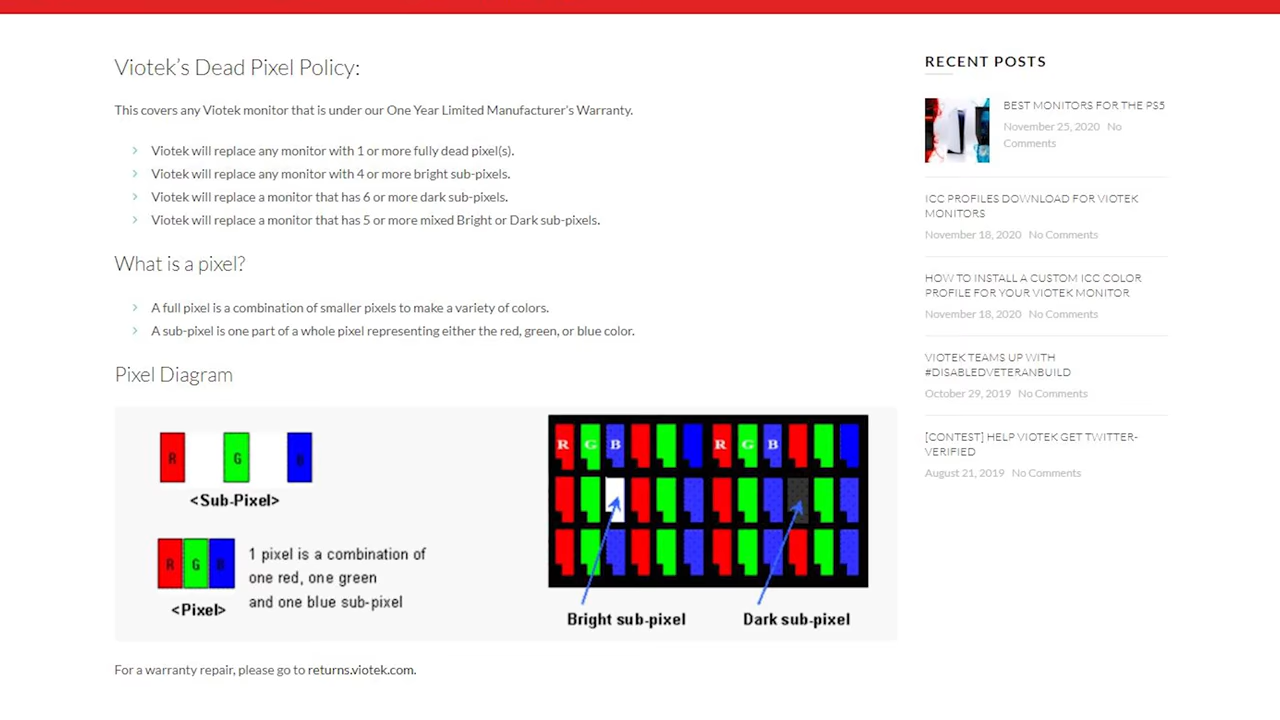 Viotek's Dead Pixel Policy:
This covers any Viotek monitor that is under our One Year Limited Manufacturer's Warranty.
Viotek will replace any monitor with 1 or more fully dead pixel(s).
Viotek will replace any monitor with 4 or more bright sub-pixels.
Viotek will replace a monitor that has 6 or more dark sub-pixels.
Viotek will replace a monitor that has 5 or more mixed Bright or Dark sub-pixels.
What is a pixel?
A full pixel is a combination of smaller pixels to make a variety of colors.
A sub-pixel is one part of a whole pixel representing either the red, green, or blue color.
Pixel Diagram
R G B
<Sub-Pixel>
R G B
1 pixel is a combination of
one red, one green
and one blue sub-pixel
<Pixel>
R G B R G B
Bright sub-pixel Dark sub-pixel
For a warranty repair, please go to returns.viotek.com.
RECENT POSTS
BEST MONITORS FOR THE PS5
November 25, 2020 No
Comments
ICC PROFILES DOWNLOAD FOR VIOTEK
MONITORS
November 18, 2020 No Comments
HOW TO INSTALL A CUSTOM ICC COLOR
PROFILE FOR YOUR VIOTEK MONITOR
November 18, 2020 No Comments
VIOTEK TEAMS UP WITH
#DISABLEDVETERANBUILD
October 29, 2019 No Comments
[CONTEST] HELP VIOTEK GET TWITTER-
VERIFIED
August 21, 2019 No Comments